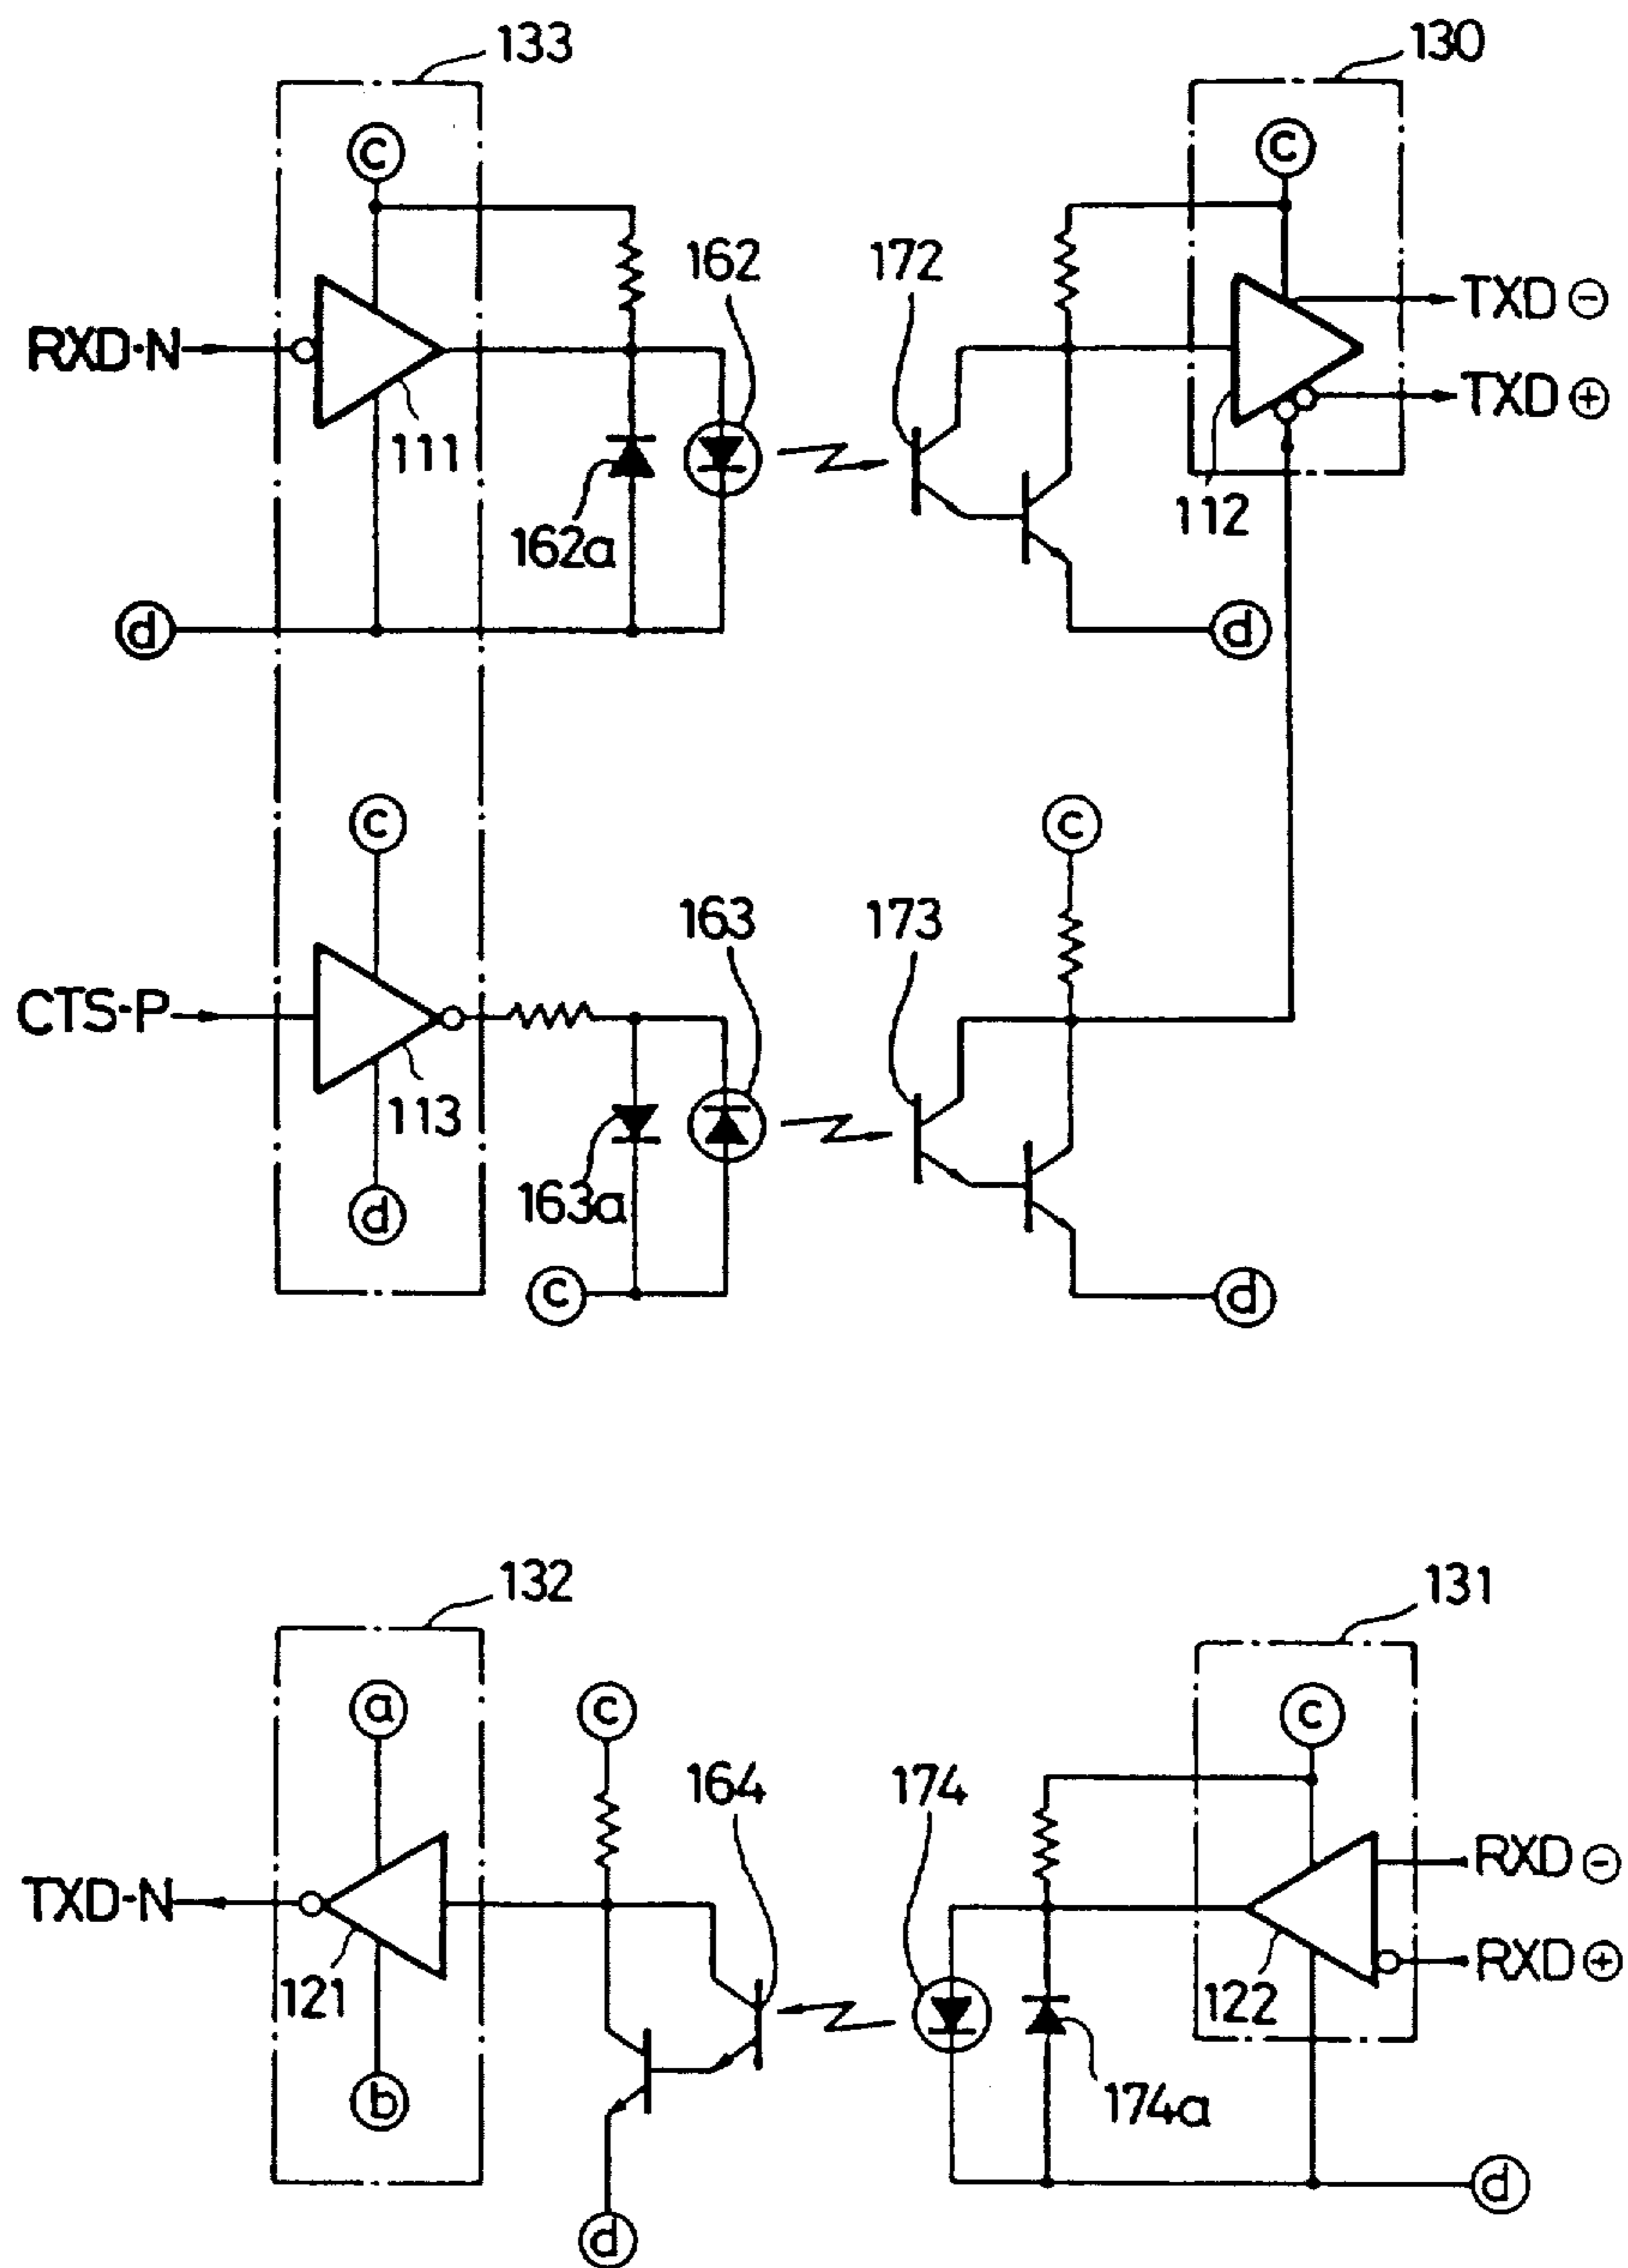 133
130
c
c
162
172
RXD-N
TXD ⊖
TXD ⊕
111
112
162a
d
d
c
c
163
173
CTS-P
113
163a
d
c
d
132
131
a
c
c
164
174
RXD ⊖
TXD-N
RXD ⊕
121
122
b
174a
d
d